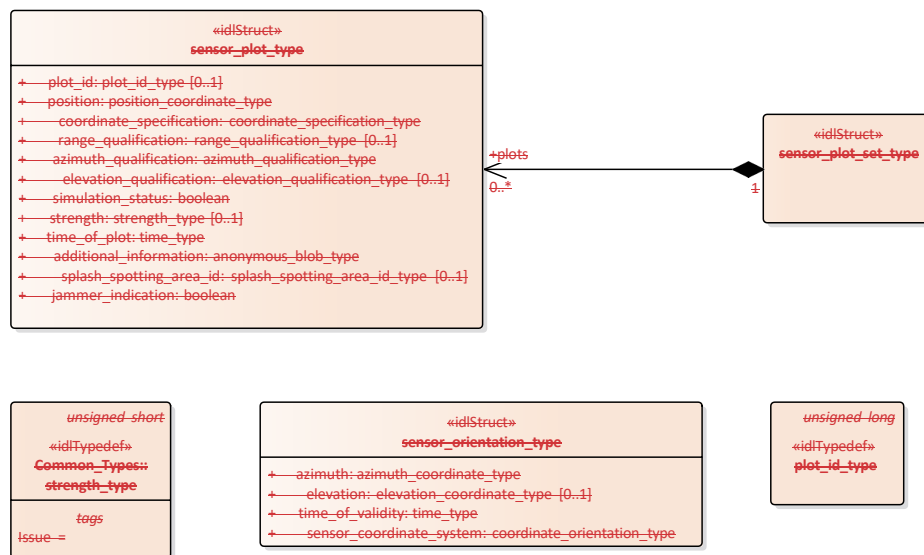 «idlStruct»
sensor_plot_type
+ plot_id: plot_id_type [0..1]
+ position: position_coordinate_type
+ coordinate_specification: coordinate_specification_type
+ range_qualification: range_qualification_type [0..1]
+ azimuth_qualification: azimuth_qualification_type
+ elevation_qualification: elevation_qualification_type [0..1]
+ simulation_status: boolean
+ strength: strength_type [0..1]
+ time_of_plot: time_type
+ additional_information: anonymous_blob_type
+ splash_spotting_area_id: splash_spotting_area_id_type [0..1]
+ jammer_indication: boolean
+plots
0..*
1
«idlStruct»
sensor_plot_set_type
unsigned short
«idlTypedef»
Common_Types::
strength_type
tags
Issue =
«idlStruct»
sensor_orientation_type
+ azimuth: azimuth_coordinate_type
+ elevation: elevation_coordinate_type [0..1]
+ time_of_validity: time_type
+ sensor_coordinate_system: coordinate_orientation_type
unsigned long
«idlTypedef»
plot_id_type